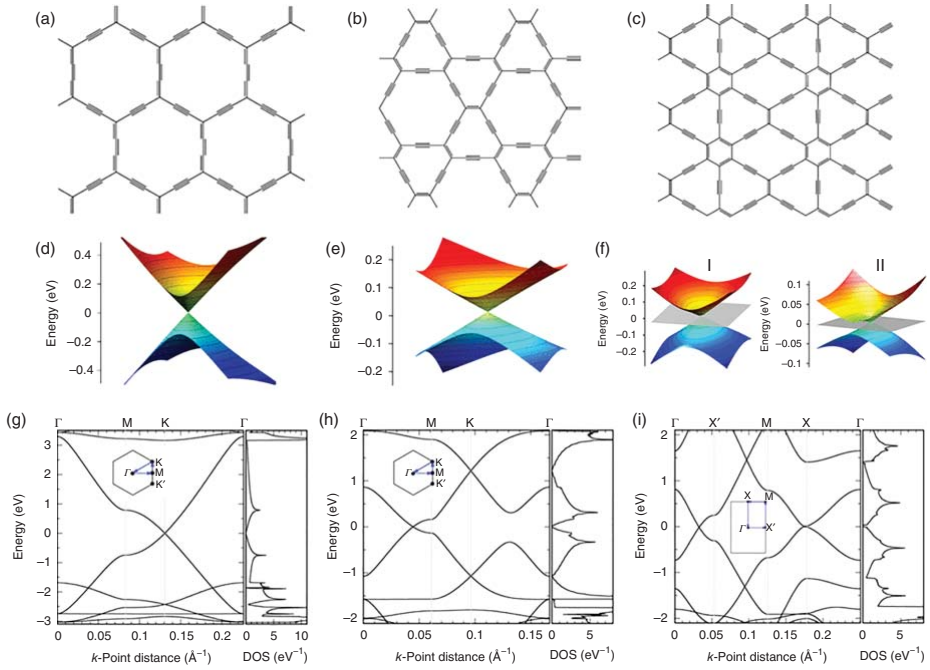 (a)
(b)
(c)
(d)
Energy (eV)
0.4
0.2
0
−0.2
−0.4
(e)
Energy (eV)
0.2
0.1
0
−0.1
−0.2
(f)
I
Energy (eV)
0.2
0.1
0
−0.1
−0.2
II
Energy (eV)
0.1
0.05
0
−0.05
−0.1
(g)
Γ M K Γ
Energy (eV)
3
2
1
0
−1
−2
−3
K
Γ M
K′
0 0.05 0.1 0.15 0.2
k-Point distance (Å⁻¹)
0 5 10
DOS (eV⁻¹)
(h)
Γ M K Γ
Energy (eV)
2
1
0
−1
−2
K
Γ M
K′
0 0.05 0.1 0.15
k-Point distance (Å⁻¹)
0 5
DOS (eV⁻¹)
(i)
Γ X′ M X Γ
Energy (eV)
2
1
0
−1
−2
X M
Γ X′
0 0.05 0.1 0.15 0.2
k-Point distance (Å⁻¹)
0 5
DOS (eV⁻¹)